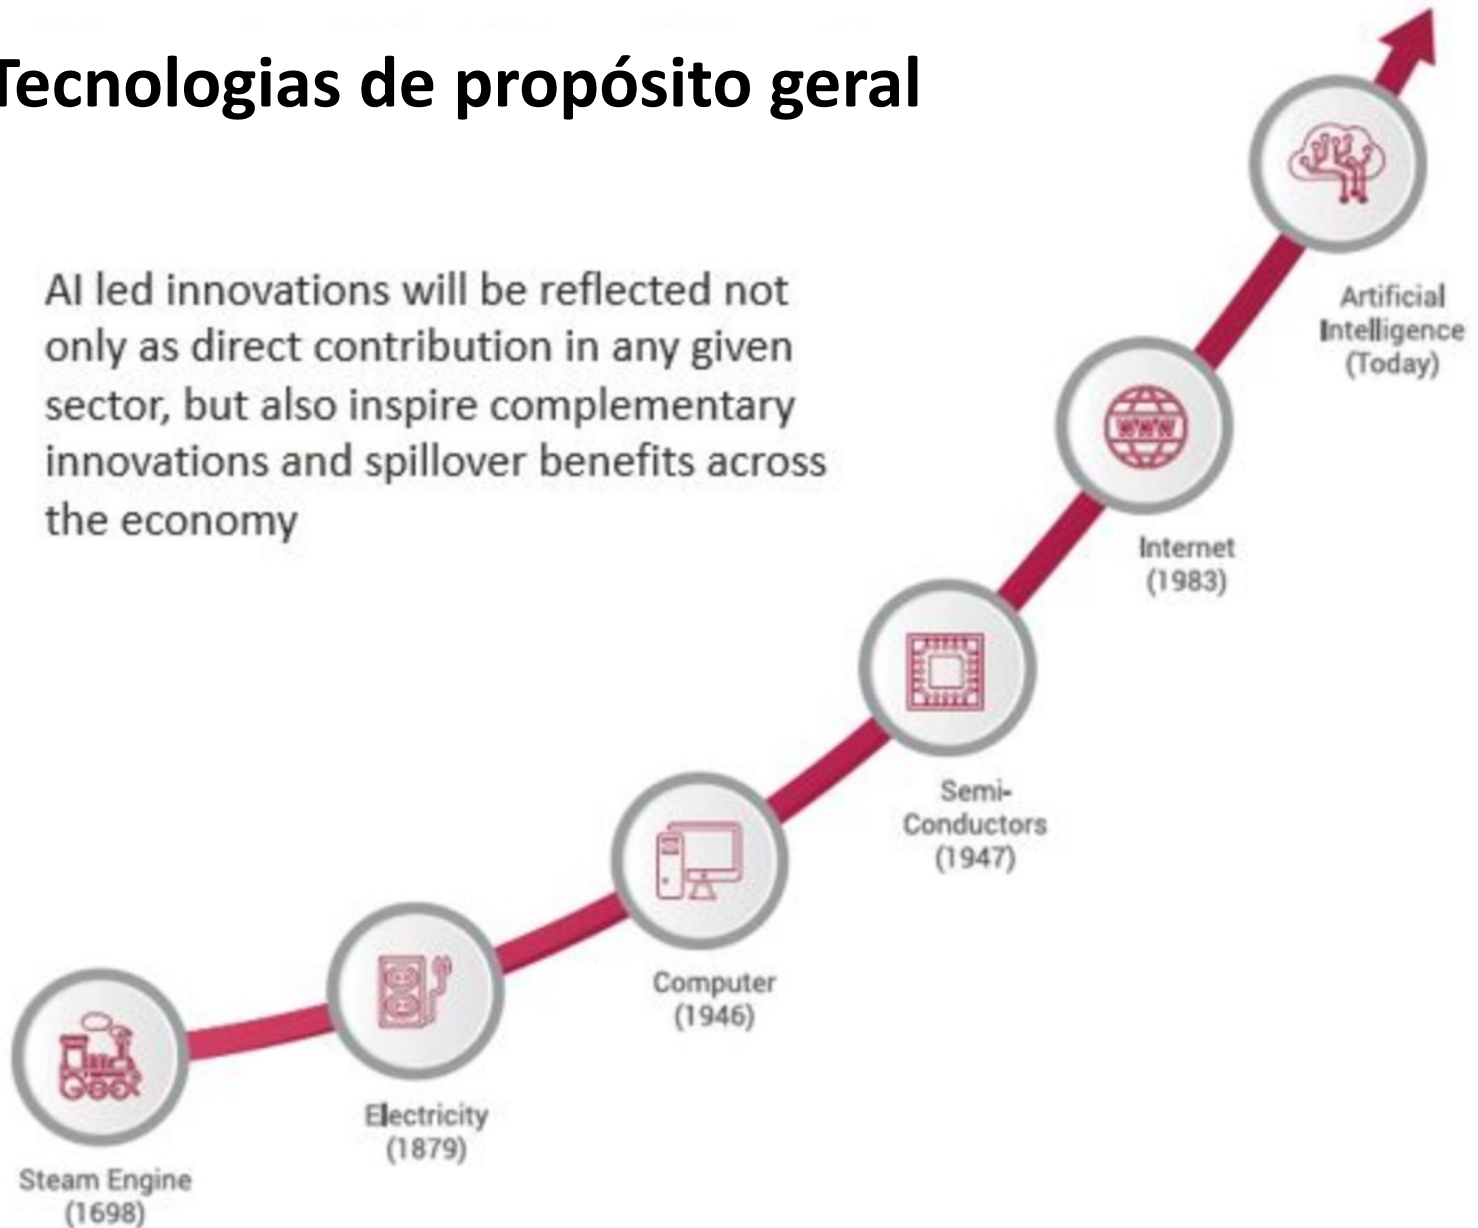 Tecnologias de propósito geral
AI led innovations will be reflected not
only as direct contribution in any given
sector, but also inspire complementary
innovations and spillover benefits across
the economy
Artificial
Intelligence
(Today)
www
Internet
(1983)
Semi-
Conductors
(1947)
Computer
(1946)
Electricity
(1879)
Steam Engine
(1698)